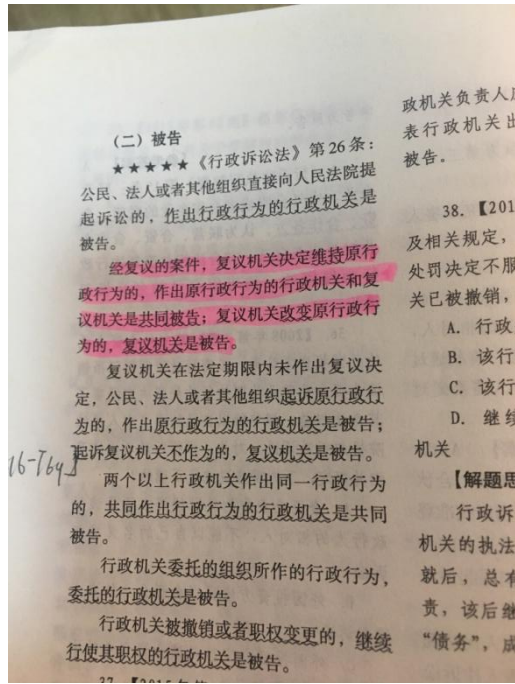 （二）被告
★★★★★《行政诉讼法》第26条：
公民、法人或者其他组织直接向人民法院提
起诉讼的，作出行政行为的行政机关是
被告。
经复议的案件，复议机关决定维持原行
政行为的，作出原行政行为的行政机关和复
议机关是共同被告；复议机关改变原行政行
为的，复议机关是被告。
复议机关在法定期限内未作出复议决
定，公民、法人或者其他组织起诉原行政行
为的，作出原行政行为的行政机关是被告；
起诉复议机关不作为的，复议机关是被告。
两个以上行政机关作出同一行政行为
的，共同作出行政行为的行政机关是共同
被告。
行政机关委托的组织所作的行政行为，
委托的行政机关是被告。
行政机关被撤销或者职权变更的，继续
行使其职权的行政机关是被告。
政机关负责人
表行政机关出
被告。
38.【201
及相关规定，
处罚决定不服
关已被撤销，
A. 行政
B. 该行
C. 该行
D. 继续
机关
【解题思
行政诉
机关的执法
就后，总有
责，该后继
“债务”，成